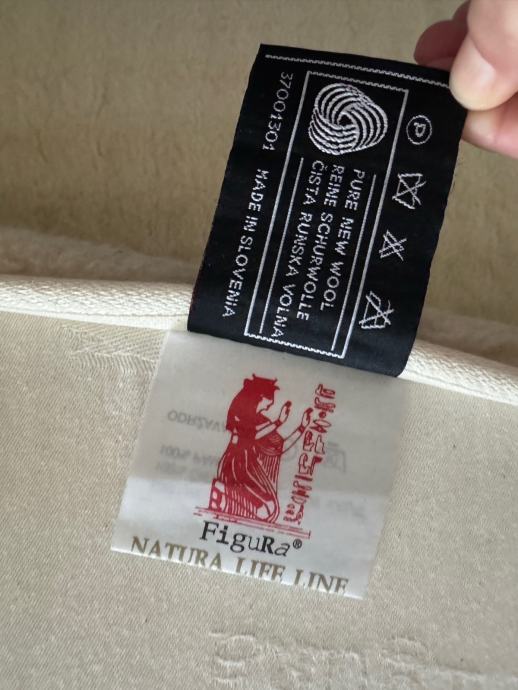 37001301 MADE IN SLOVENIA
PURE NEW WOOL
REINE SCHURWOLLE
ČISTA RUNSKA VOLNA
P
FiguRa®
NATURA LIFE LINE